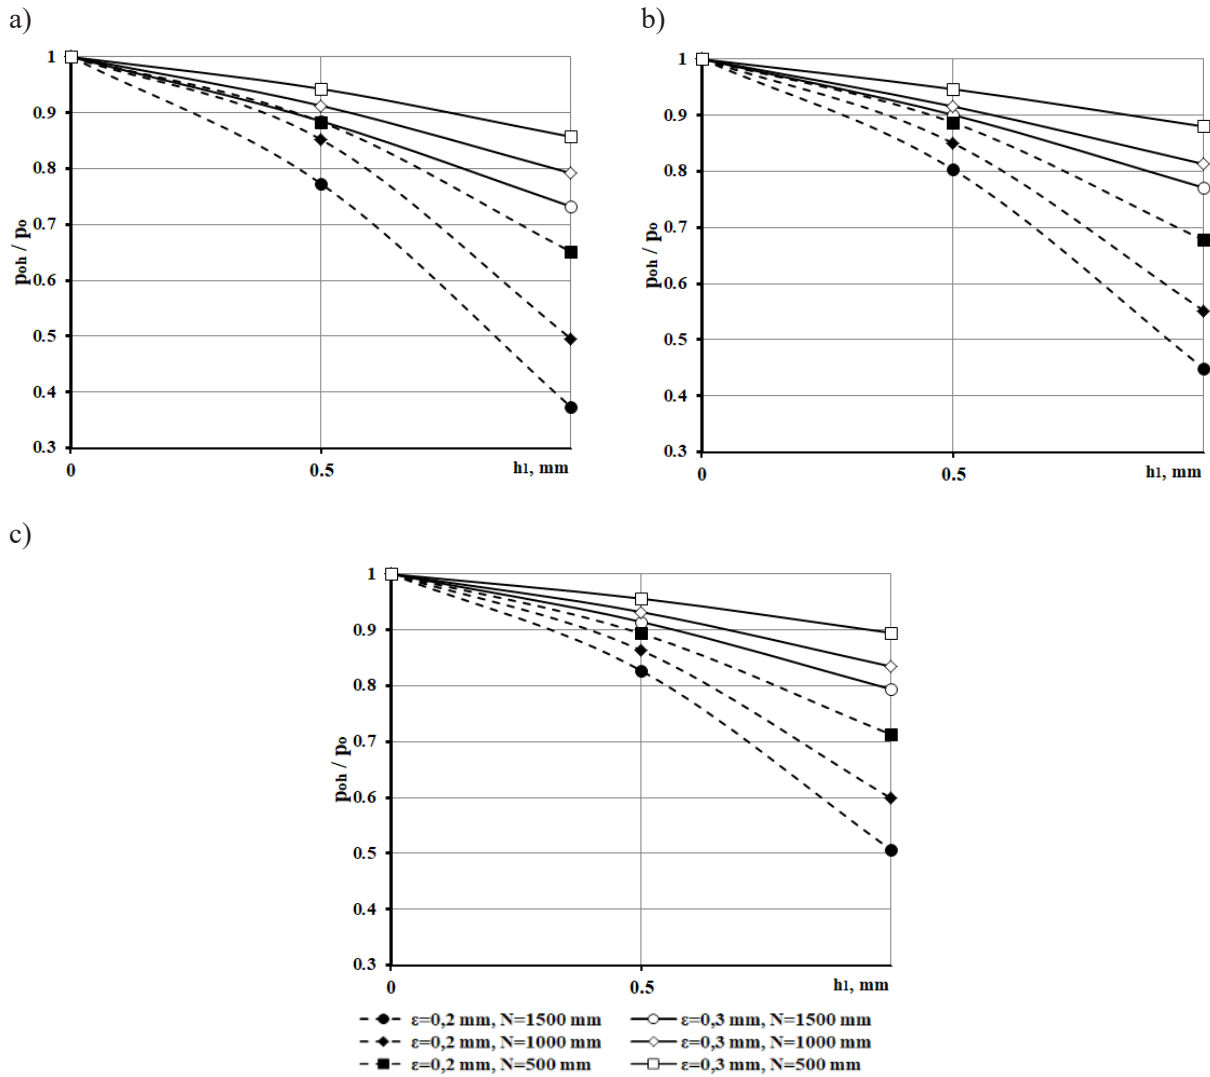 a)
1
0.9
0.8
0.7
0.6
0.5
0.4
0.3
poh / po
0
0.5
h1, mm
b)
1
0.9
0.8
0.7
0.6
0.5
0.4
0.3
poh / po
0
0.5
h1, mm
c)
1
0.9
0.8
0.7
0.6
0.5
0.4
0.3
poh / po
0
0.5
h1, mm
ε=0,2 mm, N=1500 mm
ε=0,3 mm, N=1500 mm
ε=0,2 mm, N=1000 mm
ε=0,3 mm, N=1000 mm
ε=0,2 mm, N=500 mm
ε=0,3 mm, N=500 mm